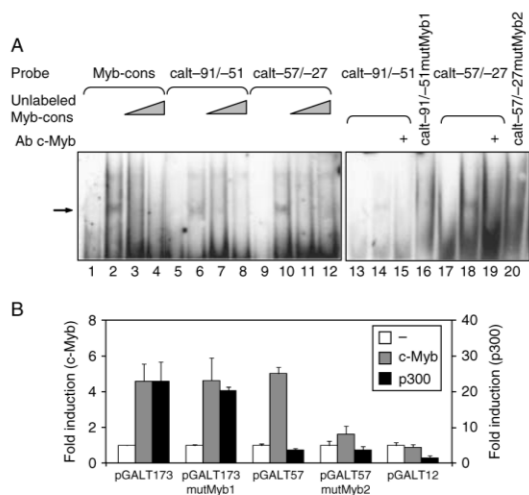 A
Probe Myb-cons calt–91/–51 calt–57/–27 calt–91/–51 calt–91/–51mutMyb1 calt–57/–27 calt–57/–27mutMyb2
Unlabeled
Myb-cons
Ab c-Myb + +
1 2 3 4 5 6 7 8 9 10 11 12 13 14 15 16 17 18 19 20
B
Fold induction (c-Myb)
8
6
4
2
0
–
c-Myb
p300
40
30
20
10
0
Fold induction (p300)
pGALT173 pGALT173 pGALT57 pGALT57 pGALT12
mutMyb1 mutMyb2